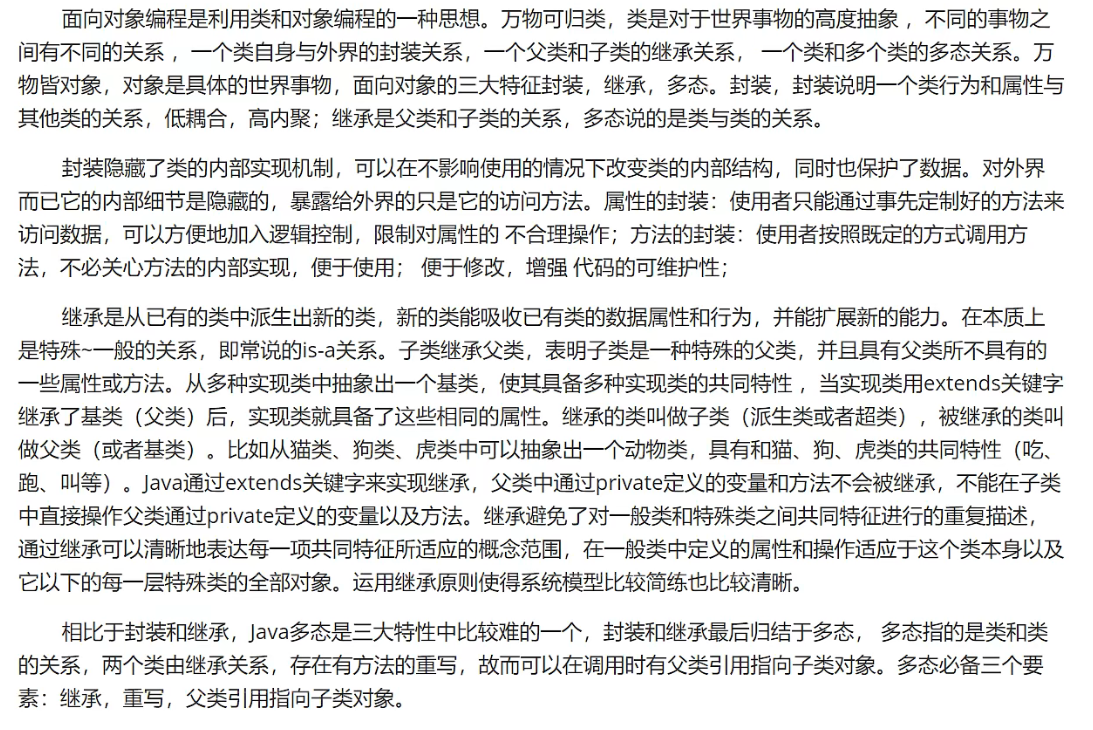 面向对象编程是利用类和对象编程的一种思想。万物可归类，类是对于世界事物的高度抽象 ，不同的事物之
间有不同的关系 ，一个类自身与外界的封装关系，一个父类和子类的继承关系， 一个类和多个类的多态关系。万
物皆对象，对象是具体的世界事物，面向对象的三大特征封装，继承，多态。封装，封装说明一个类行为和属性与
其他类的关系，低耦合，高内聚；继承是父类和子类的关系，多态说的是类与类的关系。
封装隐藏了类的内部实现机制，可以在不影响使用的情况下改变类的内部结构，同时也保护了数据。对外界
而已它的内部细节是隐藏的，暴露给外界的只是它的访问方法。属性的封装：使用者只能通过事先定制好的方法来
访问数据，可以方便地加入逻辑控制，限制对属性的 不合理操作；方法的封装：使用者按照既定的方式调用方
法，不必关心方法的内部实现，便于使用； 便于修改，增强 代码的可维护性；
继承是从已有的类中派生出新的类，新的类能吸收已有类的数据属性和行为，并能扩展新的能力。在本质上
是特殊~一般的关系，即常说的is-a关系。子类继承父类，表明子类是一种特殊的父类，并且具有父类所不具有的
一些属性或方法。从多种实现类中抽象出一个基类，使其具备多种实现类的共同特性 ，当实现类用extends关键字
继承了基类（父类）后，实现类就具备了这些相同的属性。继承的类叫做子类（派生类或者超类），被继承的类叫
做父类（或者基类）。比如从猫类、狗类、虎类中可以抽象出一个动物类，具有和猫、狗、虎类的共同特性（吃、
跑、叫等）。Java通过extends关键字来实现继承，父类中通过private定义的变量和方法不会被继承，不能在子类
中直接操作父类通过private定义的变量以及方法。继承避免了对一般类和特殊类之间共同特征进行的重复描述，
通过继承可以清晰地表达每一项共同特征所适应的概念范围，在一般类中定义的属性和操作适应于这个类本身以及
它以下的每一层特殊类的全部对象。运用继承原则使得系统模型比较简练也比较清晰。
相比于封装和继承，Java多态是三大特性中比较难的一个，封装和继承最后归结于多态， 多态指的是类和类
的关系，两个类由继承关系，存在有方法的重写，故而可以在调用时有父类引用指向子类对象。多态必备三个要
素：继承，重写，父类引用指向子类对象。